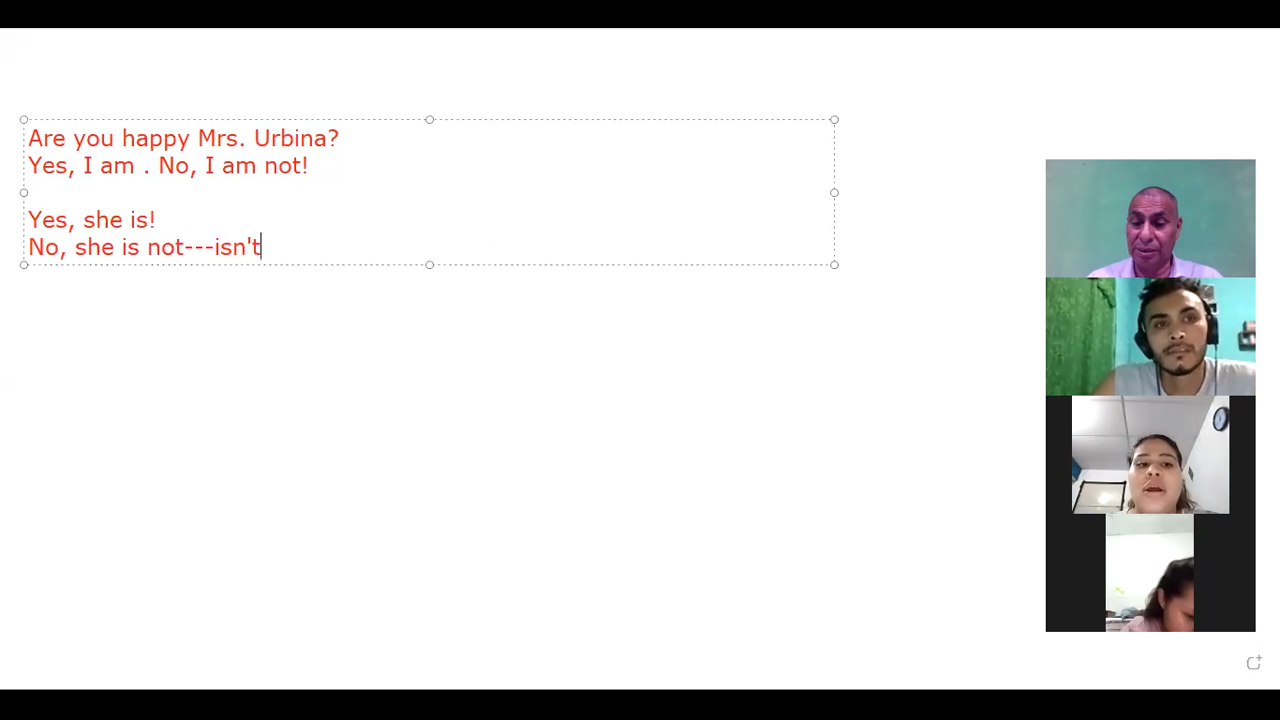 Are you happy Mrs. Urbina?
Yes, I am . No, I am not!
Yes, she is!
No, she is not---isn't